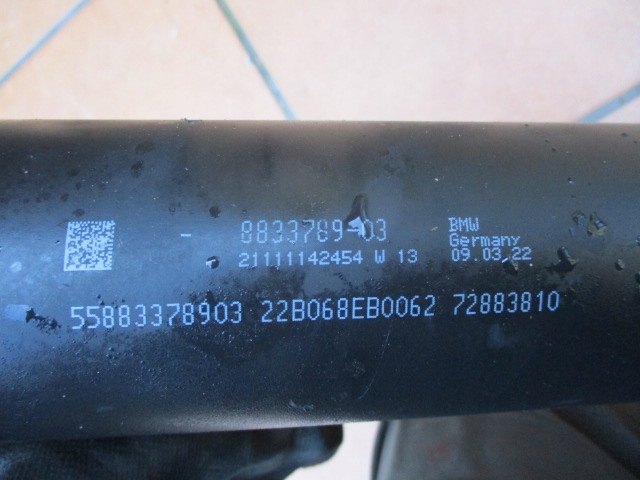 - 8833789-03
21111142454 W 13
BMW
Germany
09.03.22
55883378903 22B068EB0062 72883810